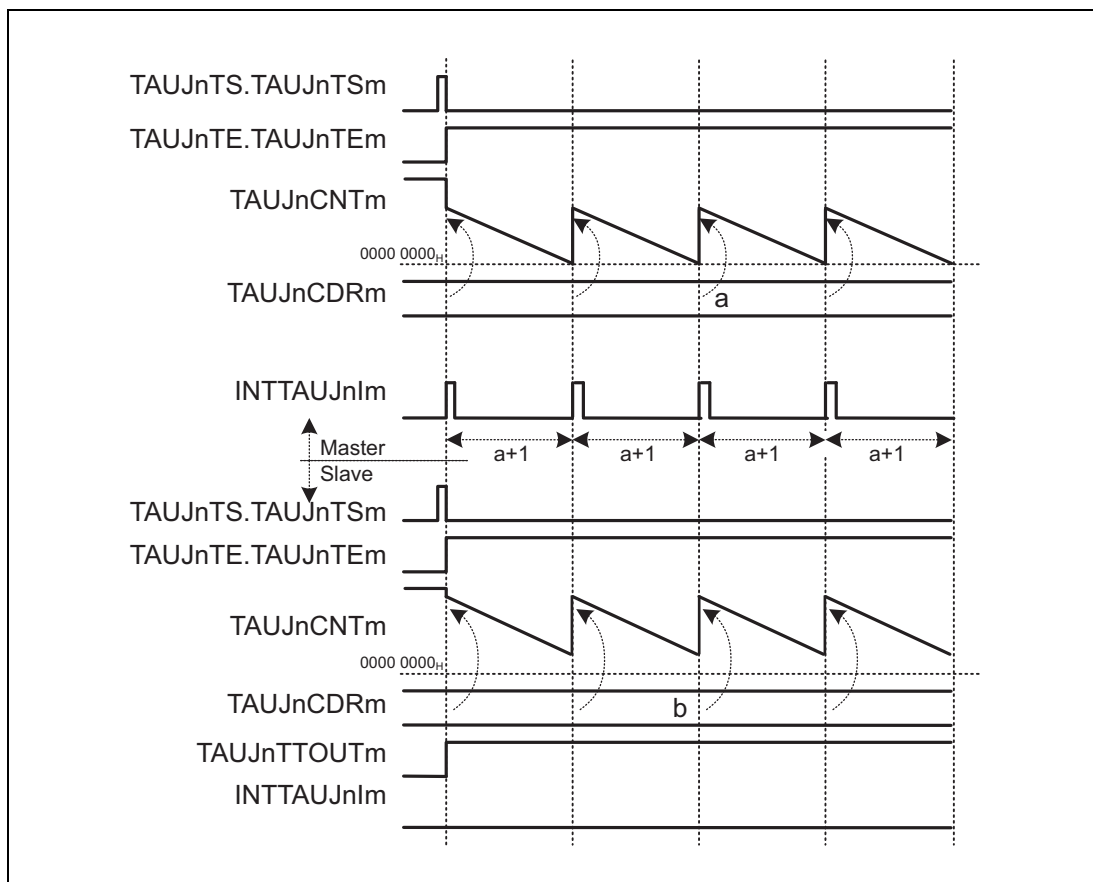 TAUJnTS.TAUJnTSm
TAUJnTE.TAUJnTEm
TAUJnCNTm
0000 0000H
TAUJnCDRm
a
INTTAUJnIm
Master
a+1 a+1 a+1 a+1
Slave
TAUJnTS.TAUJnTSm
TAUJnTE.TAUJnTEm
TAUJnCNTm
0000 0000H
TAUJnCDRm
b
TAUJnTTOUTm
INTTAUJnIm